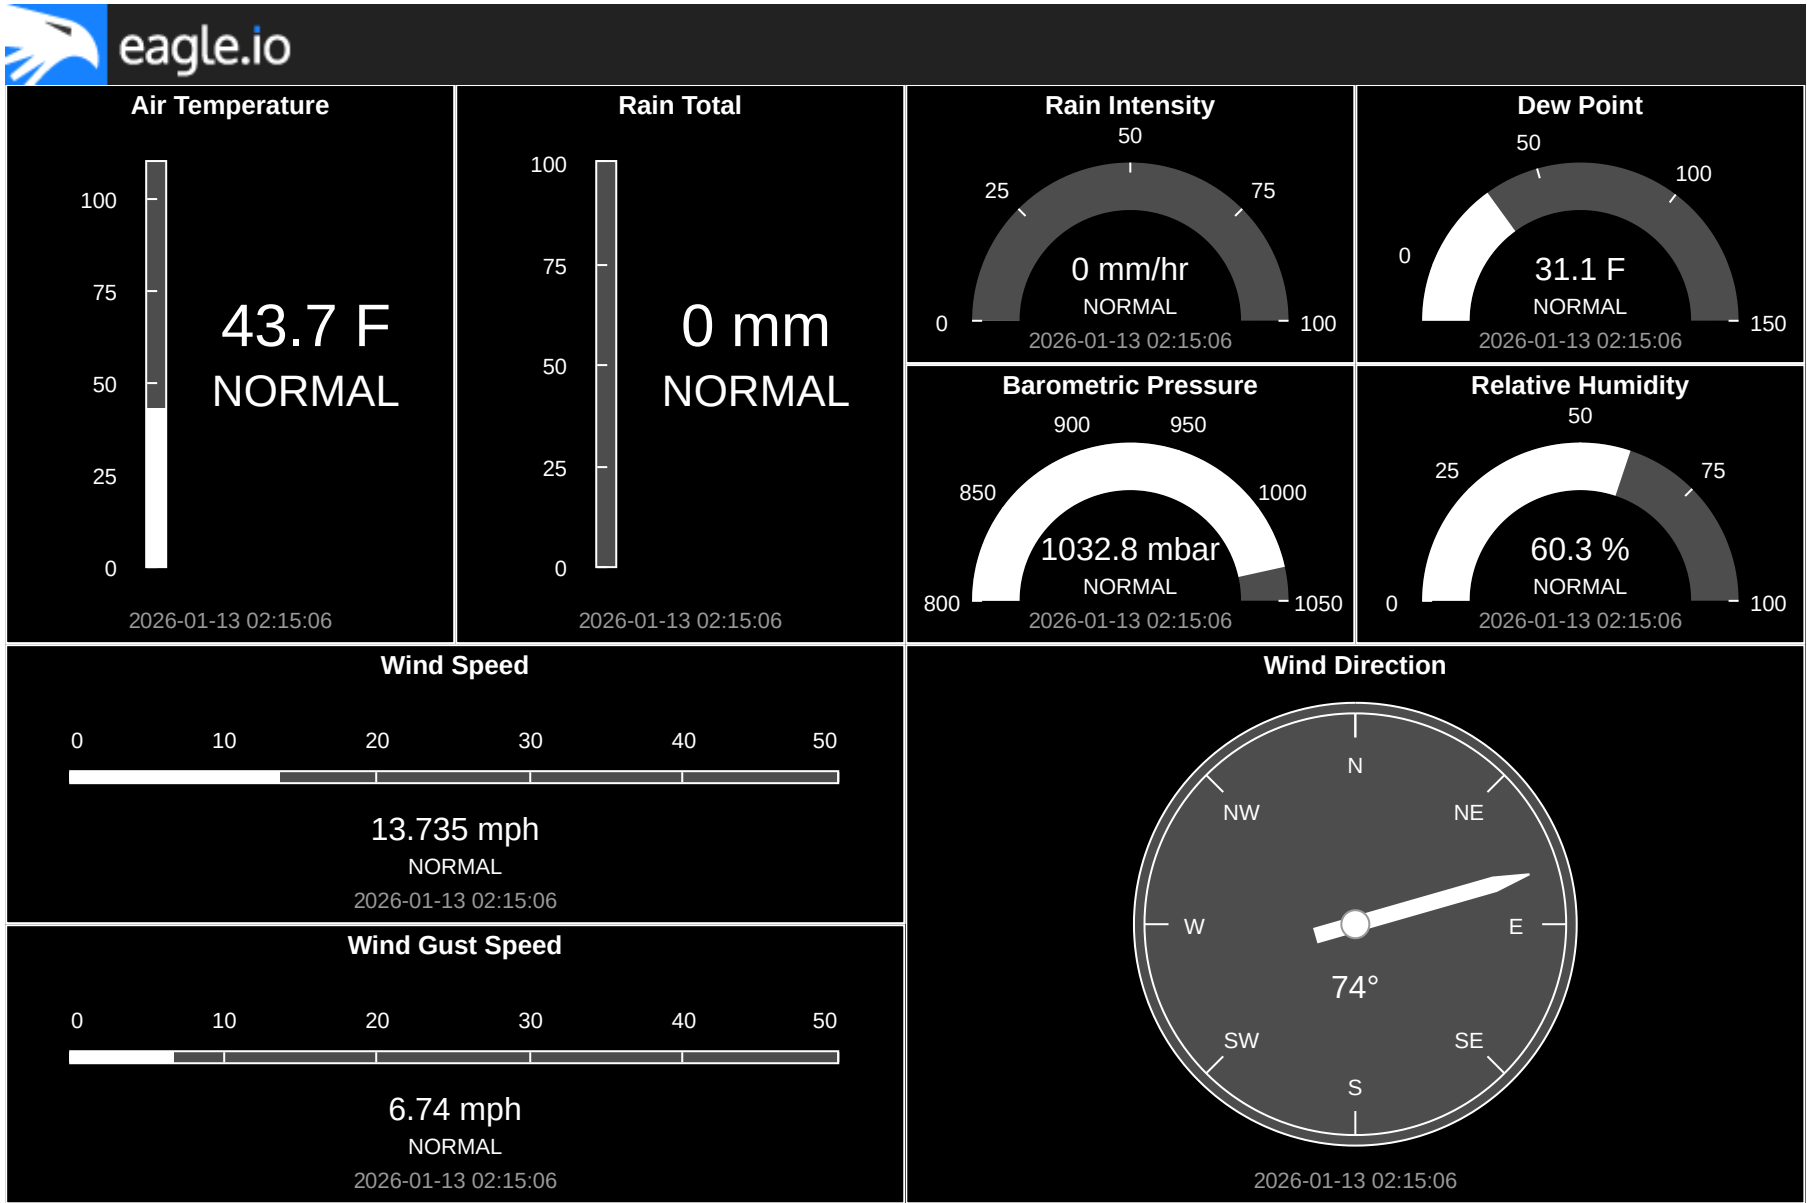 eagle.io
Air Temperature
100
75
50
25
0
43.7 F
NORMAL
2026-01-13 02:15:06
Rain Total
100
75
50
25
0
0 mm
NORMAL
2026-01-13 02:15:06
Rain Intensity
0
25
50
75
100
0 mm/hr
NORMAL
2026-01-13 02:15:06
Dew Point
0
50
100
150
31.1 F
NORMAL
2026-01-13 02:15:06
Barometric Pressure
800
850
900
950
1000
1050
1032.8 mbar
NORMAL
2026-01-13 02:15:06
Relative Humidity
0
25
50
75
100
60.3 %
NORMAL
2026-01-13 02:15:06
Wind Speed
0 10 20 30 40 50
13.735 mph
NORMAL
2026-01-13 02:15:06
Wind Gust Speed
0 10 20 30 40 50
6.74 mph
NORMAL
2026-01-13 02:15:06
Wind Direction
N
NW NE
W E
74°
SW SE
S
2026-01-13 02:15:06